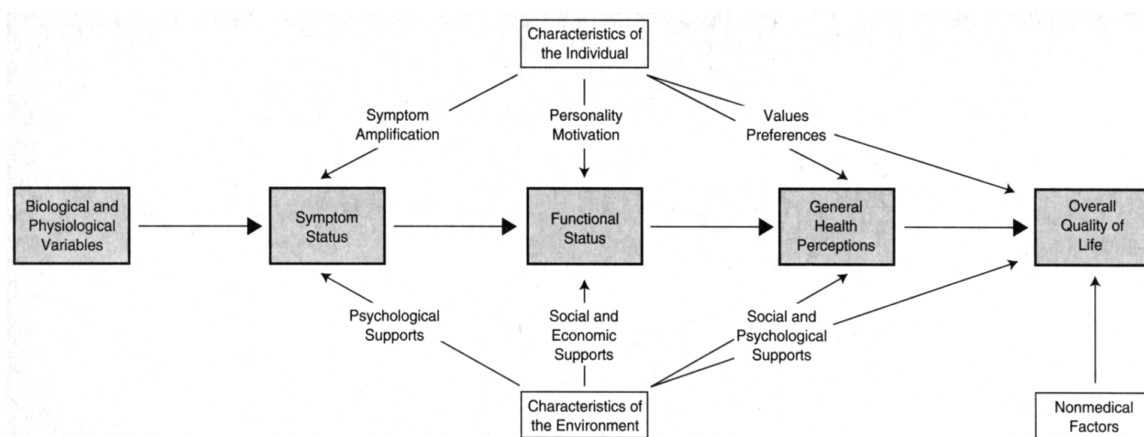 Characteristics of
the Individual
Symptom
Amplification
Personality
Motivation
Values
Preferences
Biological and
Physiological
Variables
Symptom
Status
Functional
Status
General
Health
Perceptions
Overall
Quality of
Life
Psychological
Supports
Social and
Economic
Supports
Social and
Psychological
Supports
Characteristics of
the Environment
Nonmedical
Factors